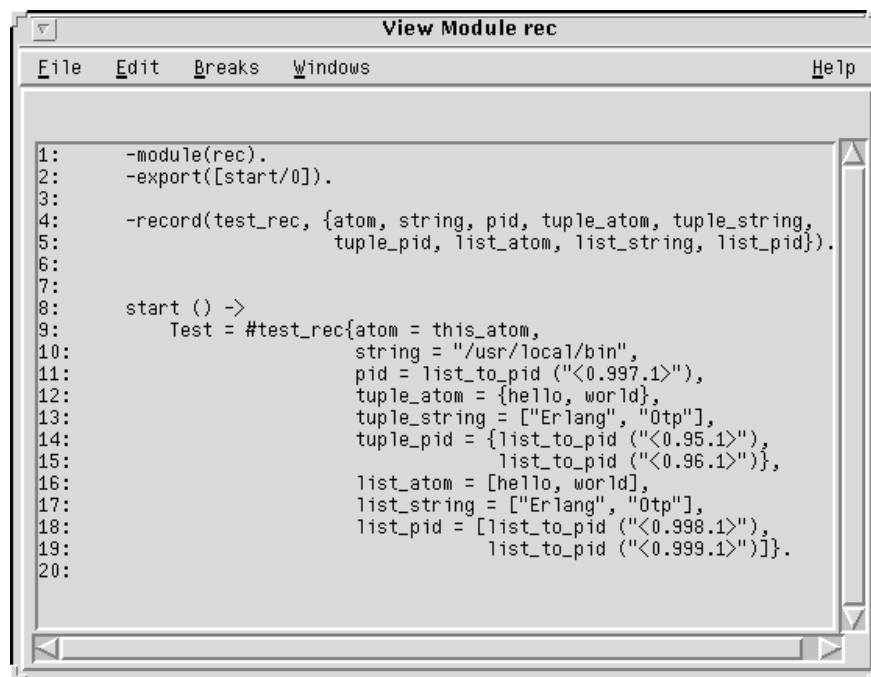 View Module rec
File Edit Breaks Windows Help
1: -module(rec).
2: -export([start/0]).
3:
4: -record(test_rec, {atom, string, pid, tuple_atom, tuple_string,
5: tuple_pid, list_atom, list_string, list_pid}).
6:
7:
8: start () ->
9: Test = #test_rec{atom = this_atom,
10: string = "/usr/local/bin",
11: pid = list_to_pid ("<0.997.1>"),
12: tuple_atom = {hello, world},
13: tuple_string = ["Erlang", "Otp"],
14: tuple_pid = {list_to_pid ("<0.95.1>"),
15: list_to_pid ("<0.96.1>")},
16: list_atom = [hello, world],
17: list_string = ["Erlang", "Otp"],
18: list_pid = [list_to_pid ("<0.998.1>"),
19: list_to_pid ("<0.999.1>")]}.
20: